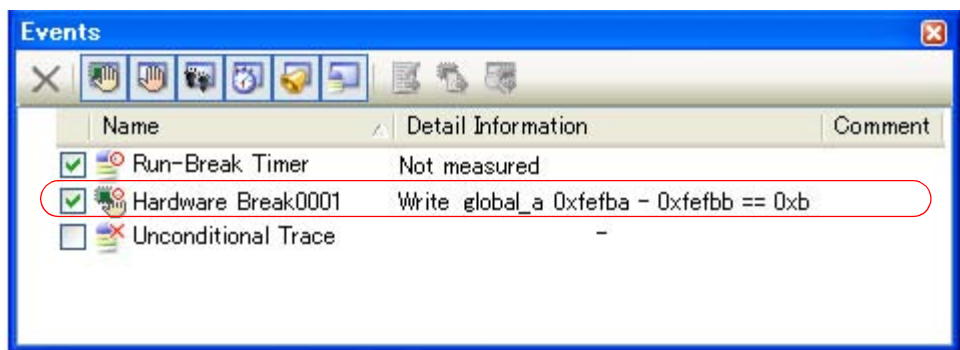 Events
Name Detail Information Comment
Run-Break Timer Not measured
Hardware Break0001 Write global_a 0xfefba - 0xfefbb == 0xb
Unconditional Trace -